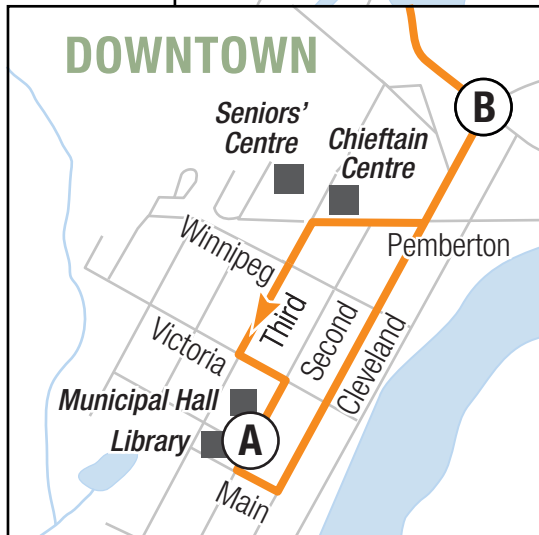 DOWNTOWN
B
Seniors'
Centre
Chieftain
Centre
Pemberton
Winnipeg
Third
Second
Cleveland
Victoria
Municipal Hall
Library
A
Main